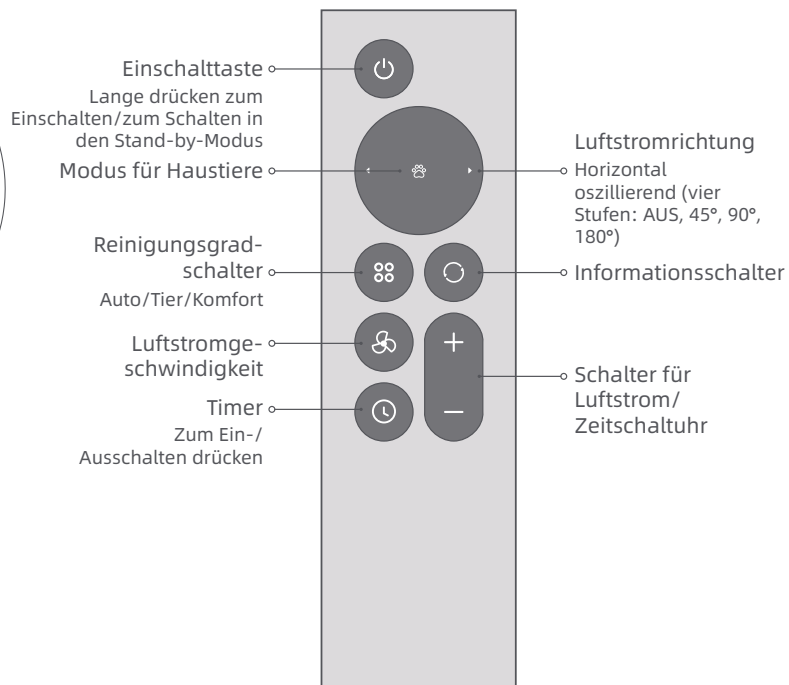 Einschalttaste
Lange drücken zum
Einschalten/zum Schalten in
den Stand-by-Modus
Modus für Haustiere
Reinigungsgrad-
schalter
Auto/Tier/Komfort
Luftstromge-
schwindigkeit
Timer
Zum Ein-/
Ausschalten drücken
Luftstromrichtung
Horizontal
oszillierend (vier
Stufen: AUS, 45°, 90°,
180°)
Informationsschalter
Schalter für
Luftstrom/
Zeitschaltuhr